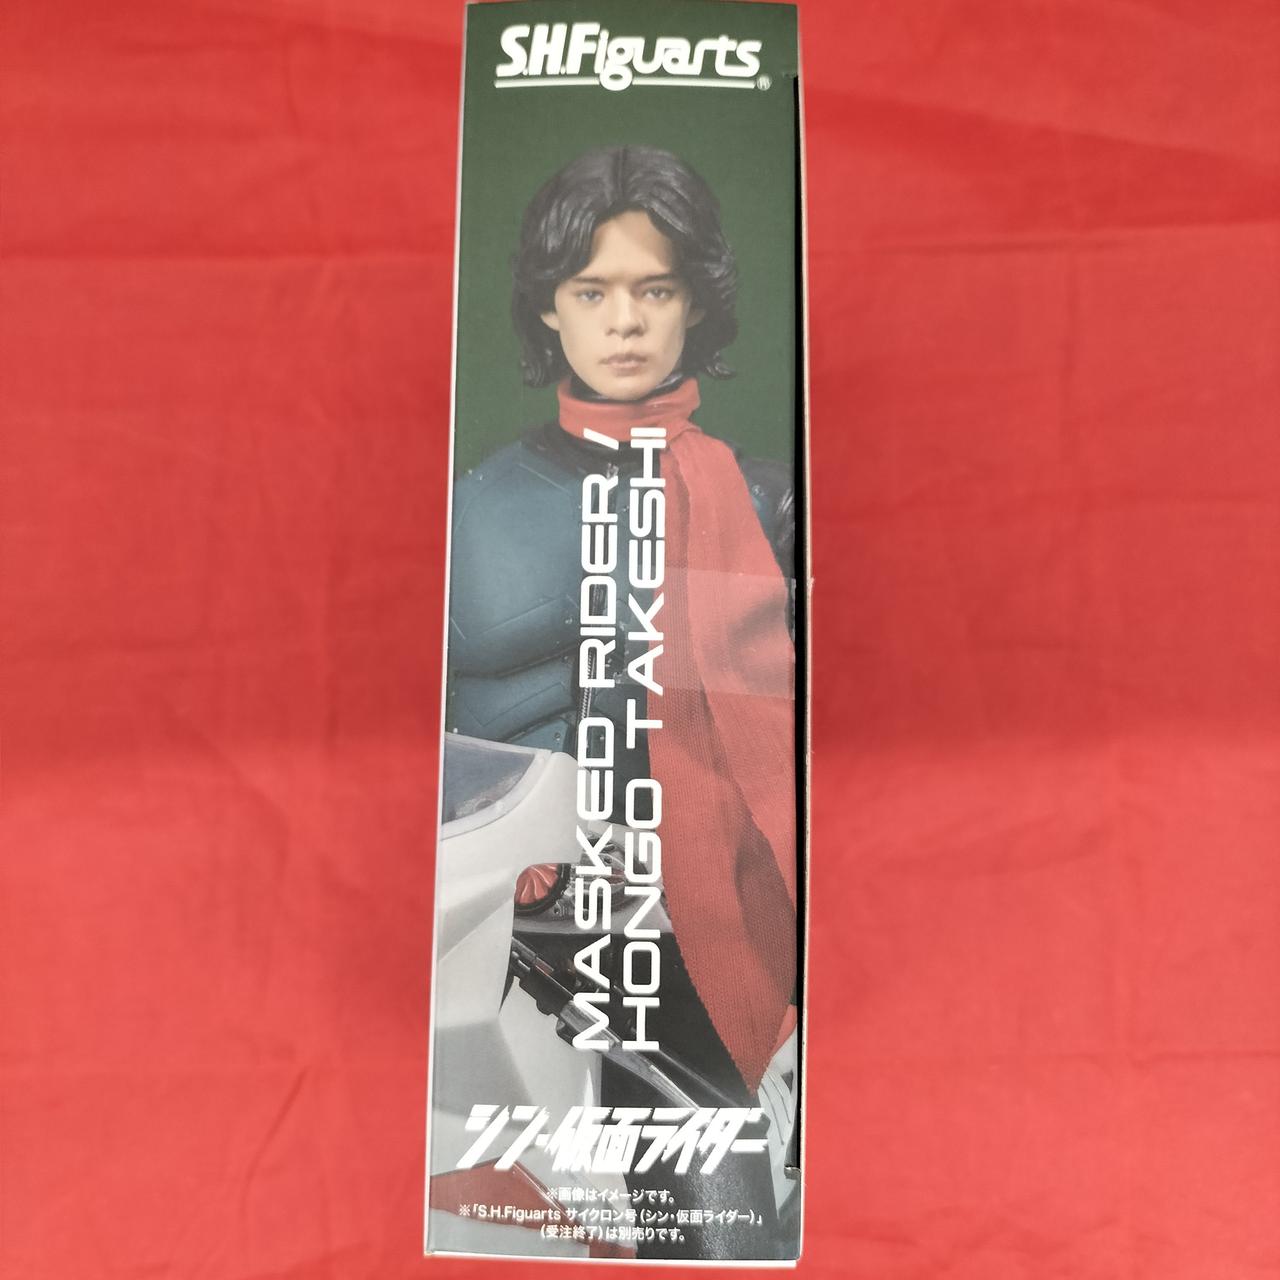 S.H.Figuarts®
MASKED RIDER /
HONGO TAKESHI
シン・仮面ライダー
※画像はイメージです。
※「S.H.Figuarts サイクロン号(シン・仮面ライダー)」
(受注終了)は別売りです。